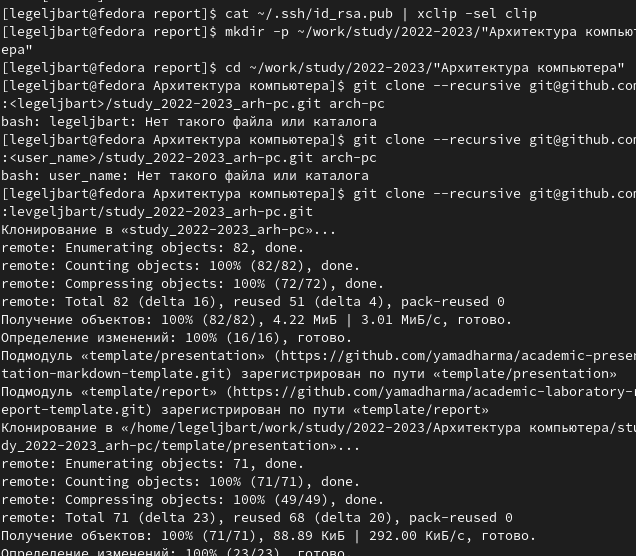 [legeljbart@fedora report]$ cat ~/.ssh/id_rsa.pub | xclip -sel clip
[legeljbart@fedora report]$ mkdir -p ~/work/study/2022-2023/"Архитектура компьют
ера"
[legeljbart@fedora report]$ cd ~/work/study/2022-2023/"Архитектура компьютера"
[legeljbart@fedora Архитектура компьютера]$ git clone --recursive git@github.com
:<legeljbart>/study_2022-2023_arh-pc.git arch-pc
bash: legeljbart: Нет такого файла или каталога
[legeljbart@fedora Архитектура компьютера]$ git clone --recursive git@github.com
:<user_name>/study_2022-2023_arh-pc.git arch-pc
bash: user_name: Нет такого файла или каталога
[legeljbart@fedora Архитектура компьютера]$ git clone --recursive git@github.com
:levgeljbart/study_2022-2023_arh-pc.git
Клонирование в «study_2022-2023_arh-pc»...
remote: Enumerating objects: 82, done.
remote: Counting objects: 100% (82/82), done.
remote: Compressing objects: 100% (72/72), done.
remote: Total 82 (delta 16), reused 51 (delta 4), pack-reused 0
Получение объектов: 100% (82/82), 4.22 МиБ | 3.01 МиБ/с, готово.
Определение изменений: 100% (16/16), готово.
Подмодуль «template/presentation» (https://github.com/yamadharma/academic-presen
tation-markdown-template.git) зарегистрирован по пути «template/presentation»
Подмодуль «template/report» (https://github.com/yamadharma/academic-laboratory-r
eport-template.git) зарегистрирован по пути «template/report»
Клонирование в «/home/legeljbart/work/study/2022-2023/Архитектура компьютера/stu
dy_2022-2023_arh-pc/template/presentation»...
remote: Enumerating objects: 71, done.
remote: Counting objects: 100% (71/71), done.
remote: Compressing objects: 100% (49/49), done.
remote: Total 71 (delta 23), reused 68 (delta 20), pack-reused 0
Получение объектов: 100% (71/71), 88.89 КиБ | 292.00 КиБ/с, готово.
Определение изменений: 100% (23/23), готово.